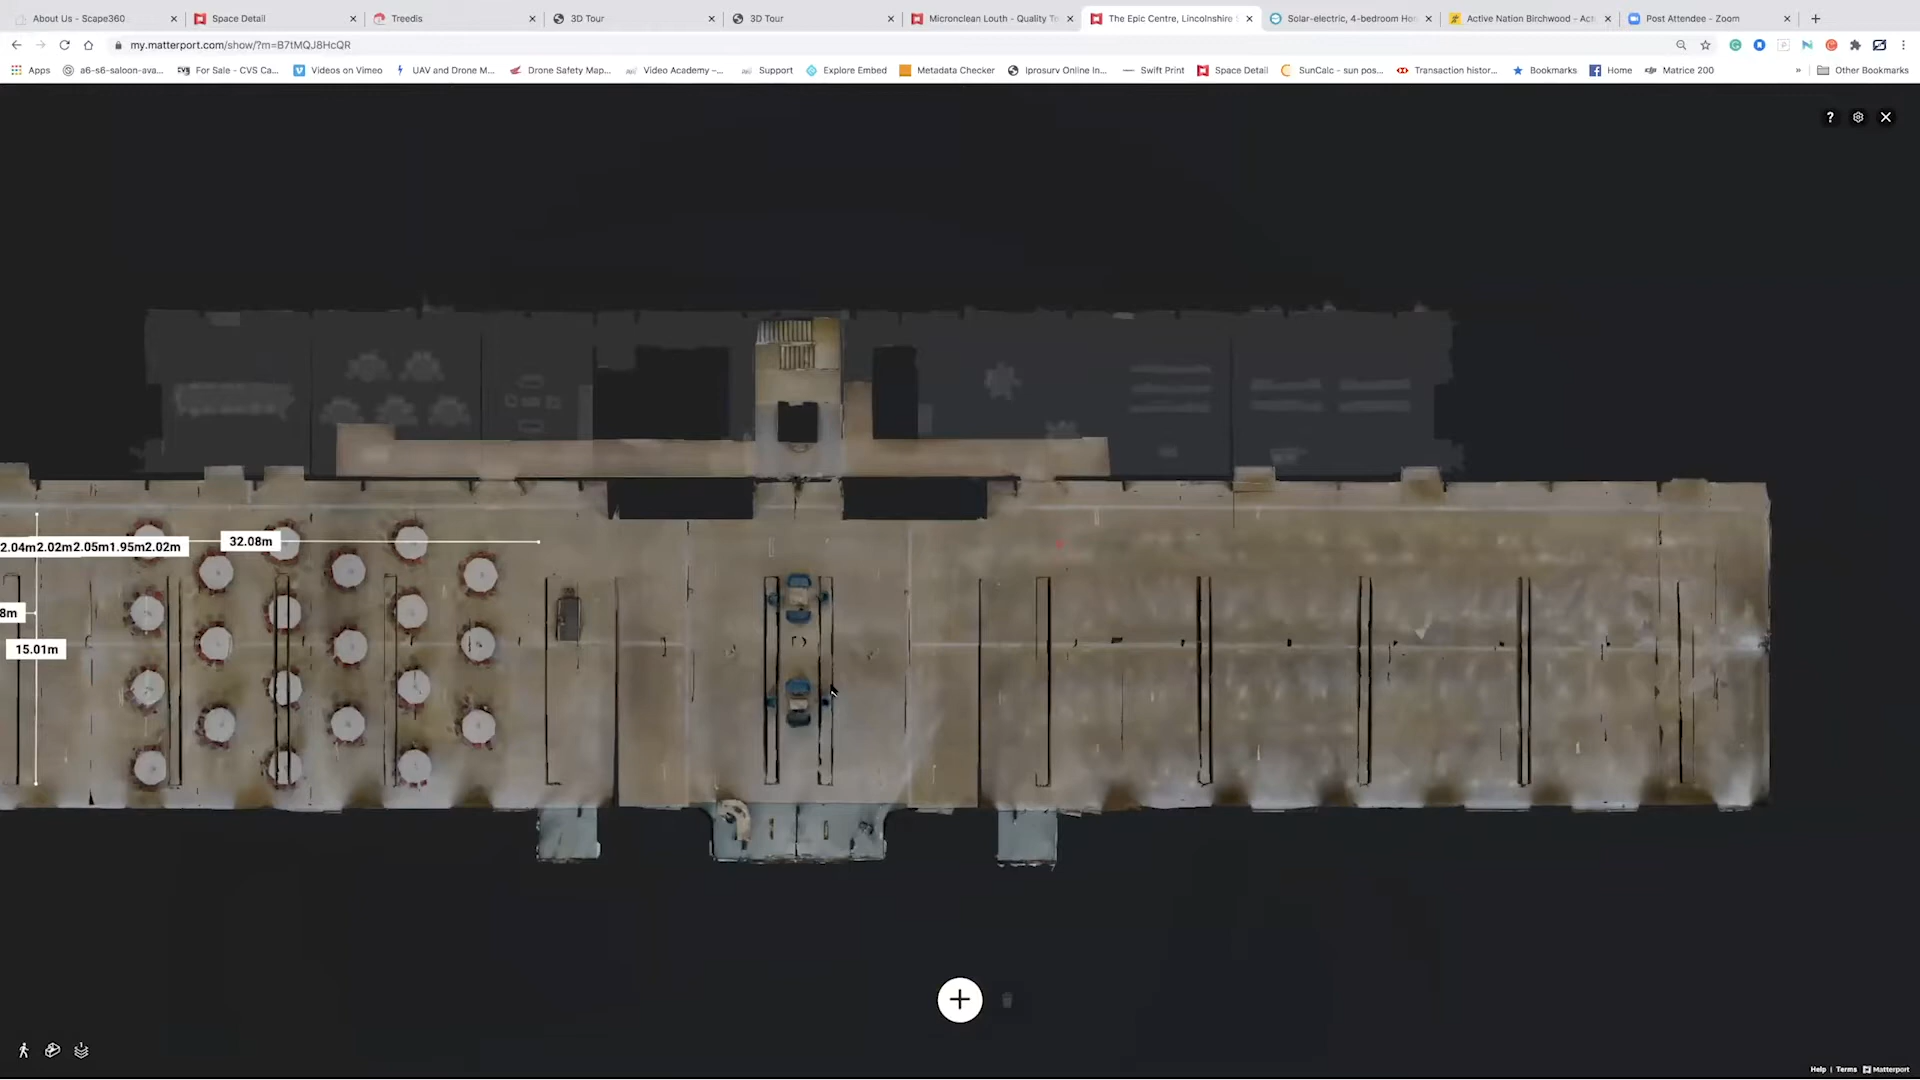 About Us - Scape360
Space Detail
Treedis
3D Tour
3D Tour
Micronclean Louth - Quality To
The Epic Centre, Lincolnshire
Solar-electric, 4-bedroom Ho
Active Nation Birchwood - Act
Post Attendee - Zoom
my.matterport.com/show/?m=B7tMQJ8HcQR
Apps
a6-s6-saloon-ava...
For Sale - CVS Ca...
Videos on Vimeo
UAV and Drone M...
Drone Safety Map...
Video Academy –...
Support
Explore Embed
Metadata Checker
Iprosurv Online In...
Swift Print
Space Detail
SunCalc - sun pos...
Transaction histor...
Bookmarks
Home
Matrice 200
»
Other Bookmarks
?
32.08m
2.04m2.02m2.05m1.95m2.02m
8m
15.01m
Help | Terms Matterport